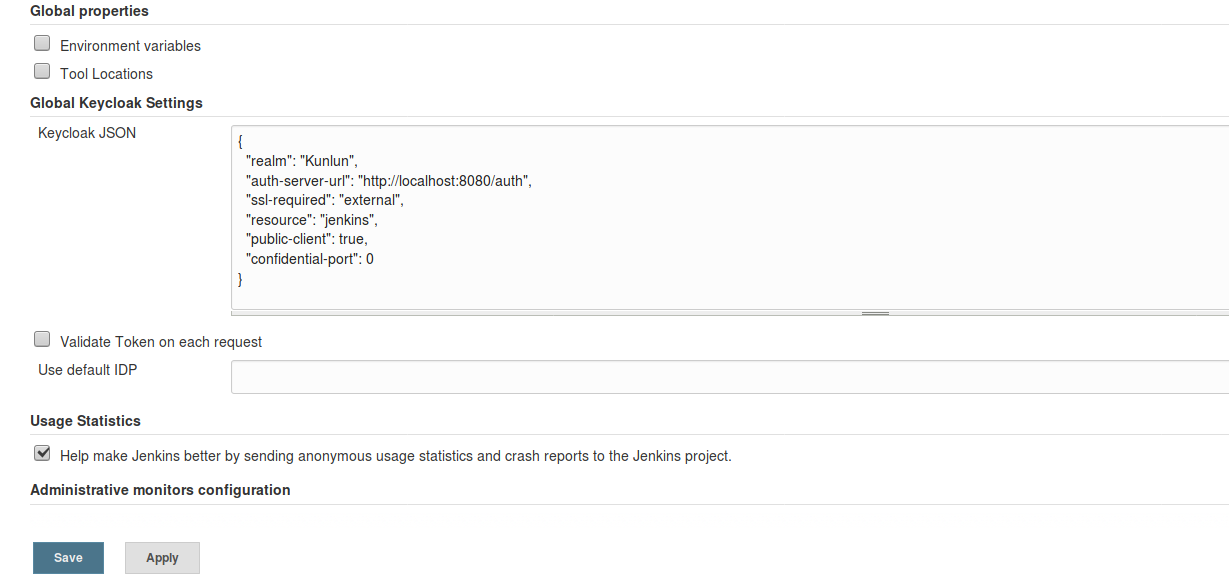 Global properties
Environment variables
Tool Locations
Global Keycloak Settings
Keycloak JSON
{
"realm": "Kunlun",
"auth-server-url": "http://localhost:8080/auth",
"ssl-required": "external",
"resource": "jenkins",
"public-client": true,
"confidential-port": 0
}
Validate Token on each request
Use default IDP
Usage Statistics
Help make Jenkins better by sending anonymous usage statistics and crash reports to the Jenkins project.
Administrative monitors configuration
Save Apply